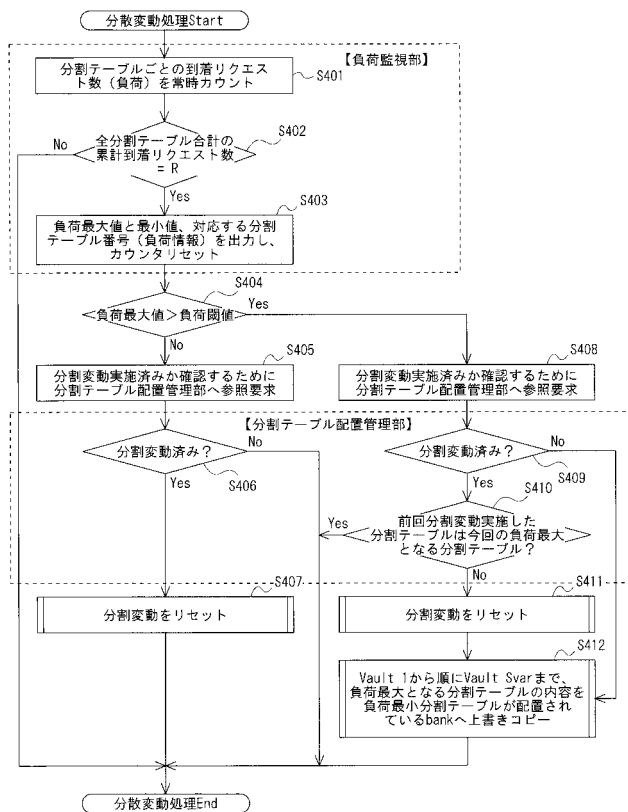 分散変動処理Start
【負荷監視部】
分割テーブルごとの到着リクエス
ト数（負荷）を常時カウント
S401
全分割テーブル合計の
累計到着リクエスト数
= R
S402
No
Yes
S403
負荷最大値と最小値、対応する分割
テーブル番号（負荷情報）を出力し、
カウンタリセット
S404
負荷最大値＞負荷閾値
Yes
No
S405
分割変動実施済みか確認するために
分割テーブル配置管理部へ参照要求
S408
分割変動実施済みか確認するために
分割テーブル配置管理部へ参照要求
【分割テーブル配置管理部】
分割変動済み？
No
S406
Yes
分割変動済み？
No
S409
Yes
S410
前回分割変動実施した
分割テーブルは今回の負荷最大
となる分割テーブル？
Yes
No
S407
分割変動をリセット
S411
分割変動をリセット
S412
Vault 1から順にVault Svarまで、
負荷最大となる分割テーブルの内容を
負荷最小分割テーブルが配置され
ているbankへ上書きコピー
分散変動処理End